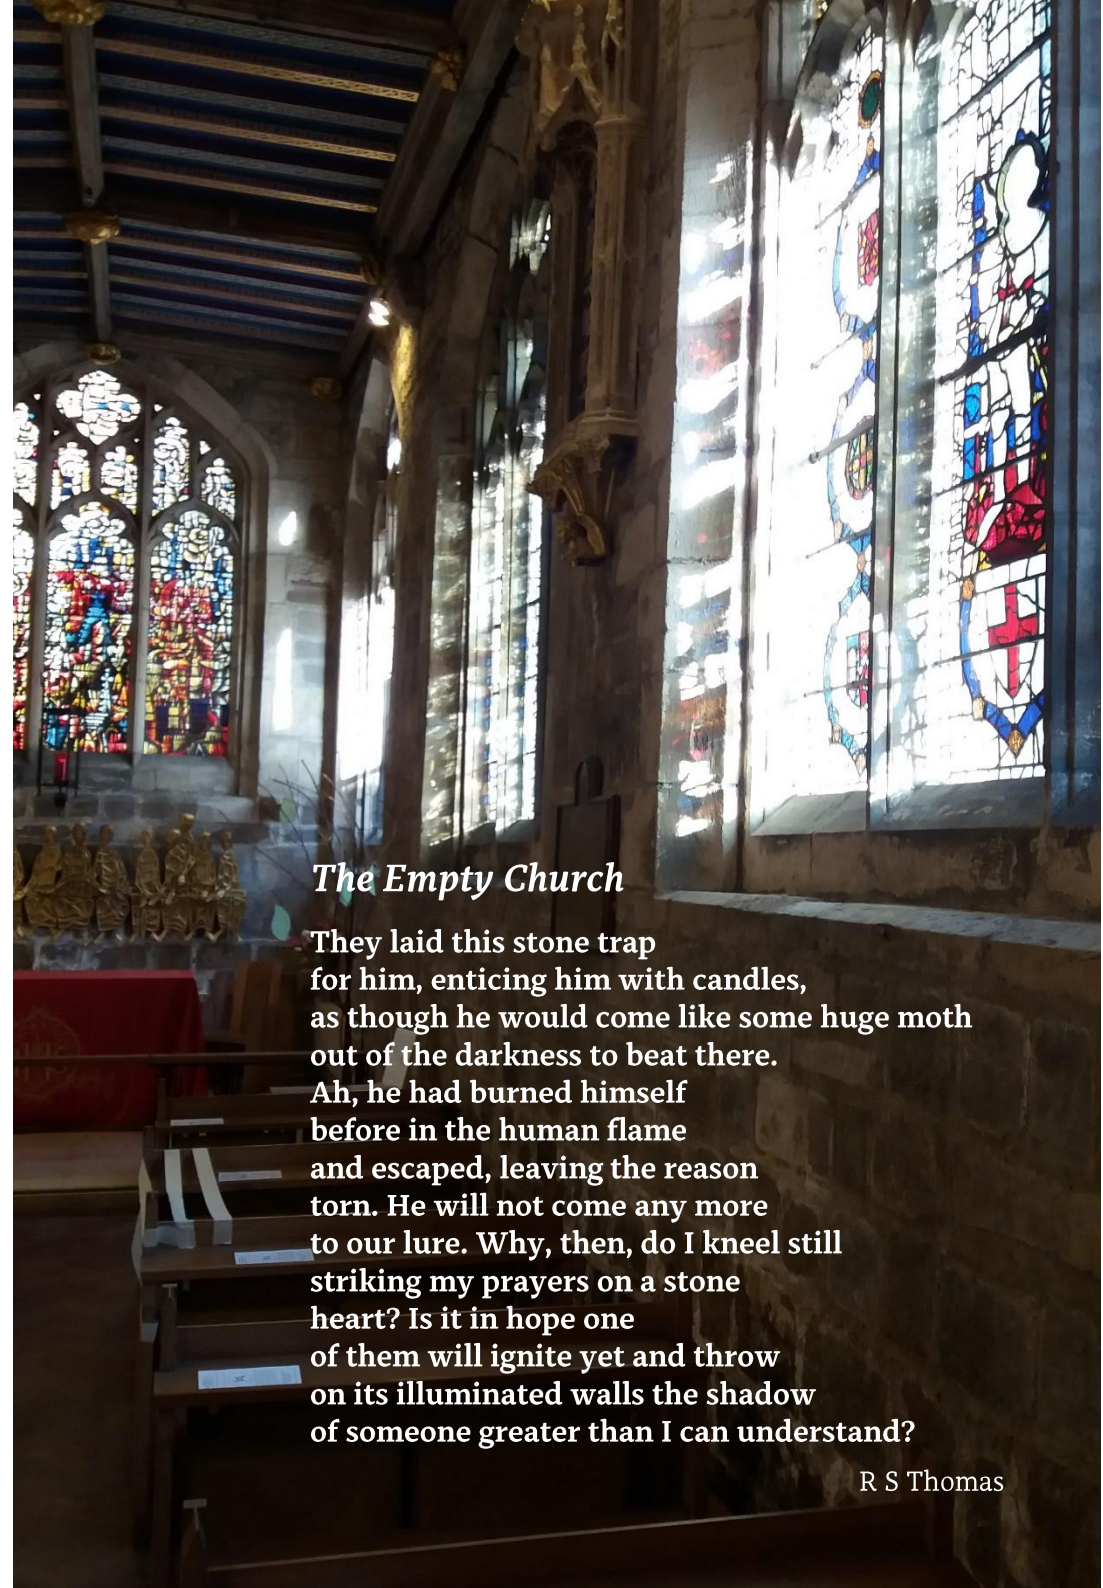 The Empty Church
They laid this stone trap
for him, enticing him with candles,
as though he would come like some huge moth
out of the darkness to beat there.
Ah, he had burned himself
before in the human flame
and escaped, leaving the reason
torn. He will not come any more
to our lure. Why, then, do I kneel still
striking my prayers on a stone
heart? Is it in hope one
of them will ignite yet and throw
on its illuminated walls the shadow
of someone greater than I can understand?
R S Thomas